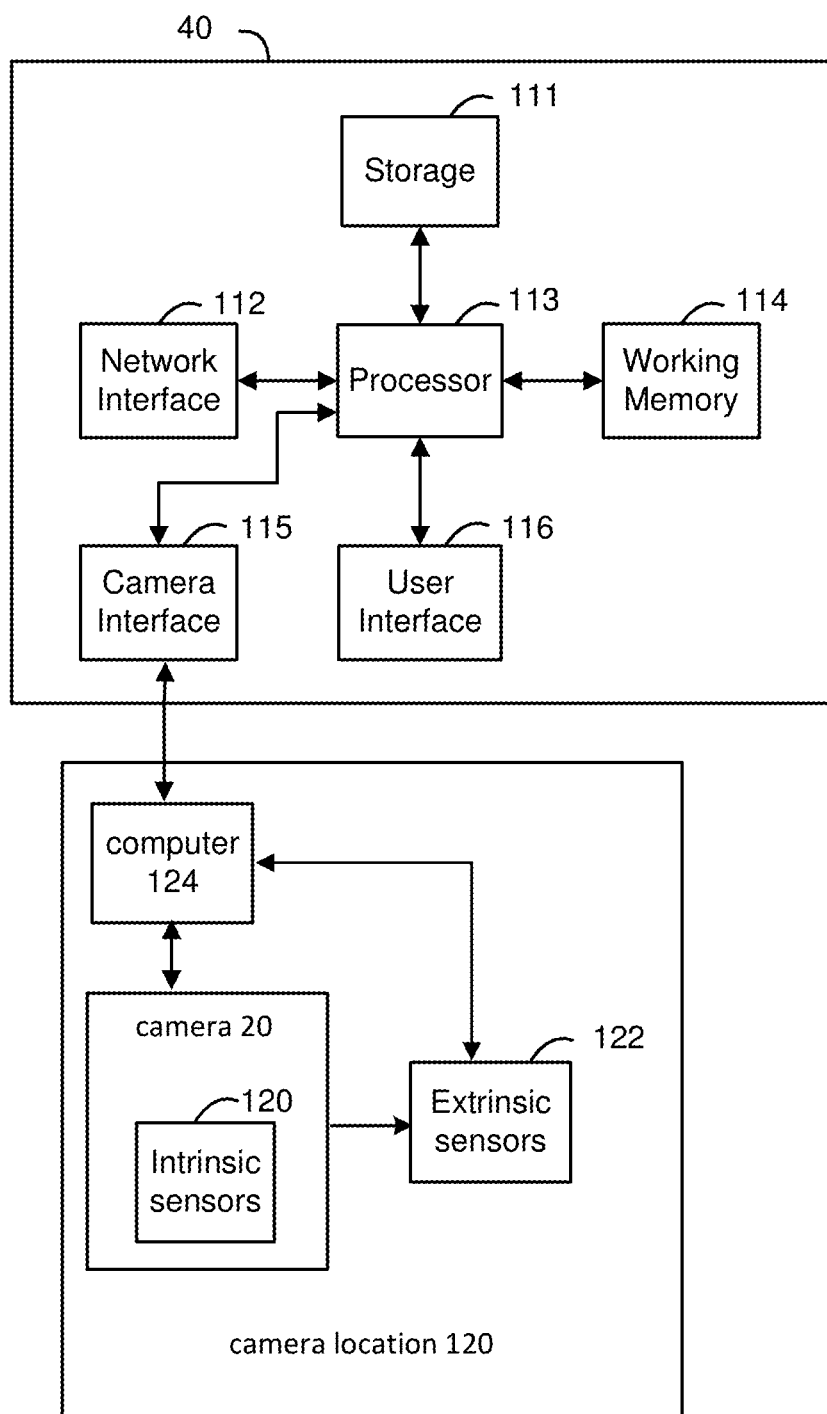 40
111
Storage
112
113
114
Network
Interface
Processor
Working
Memory
115
116
Camera
Interface
User
Interface
computer
124
camera 20
122
120
Extrinsic
sensors
Intrinsic
sensors
camera location 120